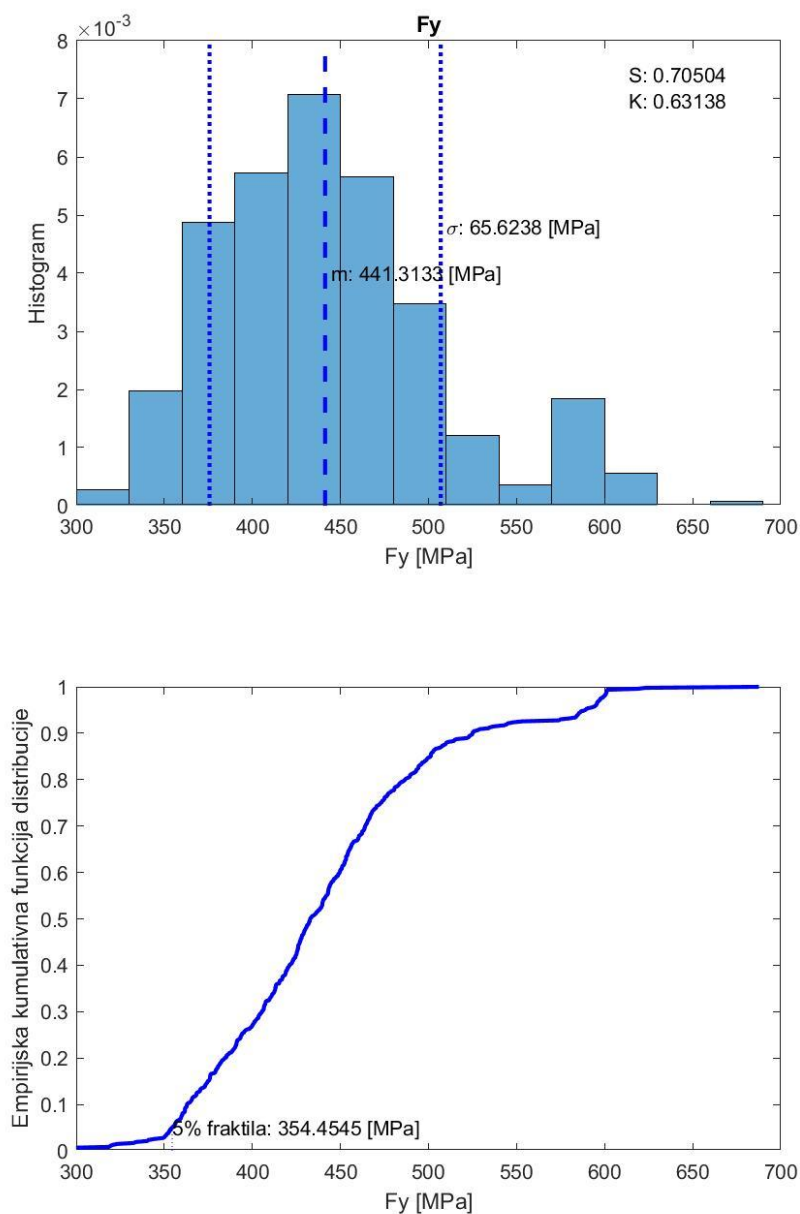 ×10⁻³
Fy
8
7
6
5
4
3
2
1
0
Histogram
S: 0.70504
K: 0.63138
σ: 65.6238 [MPa]
m: 441.3133 [MPa]
300 350 400 450 500 550 600 650 700
Fy [MPa]
1
0.9
0.8
0.7
0.6
0.5
0.4
0.3
0.2
0.1
0
Empirijska kumulativna funkcija distribucije
5% fraktila: 354.4545 [MPa]
300 350 400 450 500 550 600 650 700
Fy [MPa]